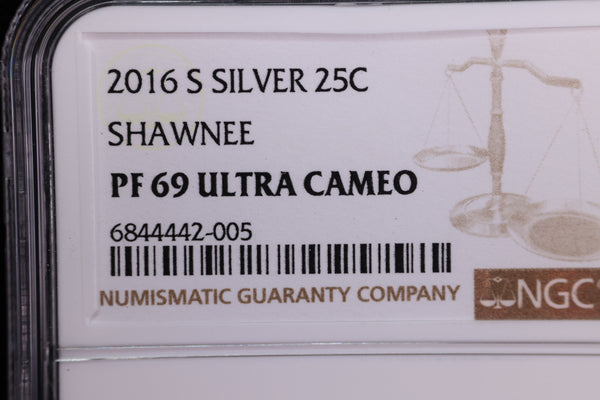 2016 S SILVER 25C
SHAWNEE
PF 69 ULTRA CAMEO
6844442-005
NUMISMATIC GUARANTY COMPANY
NGC